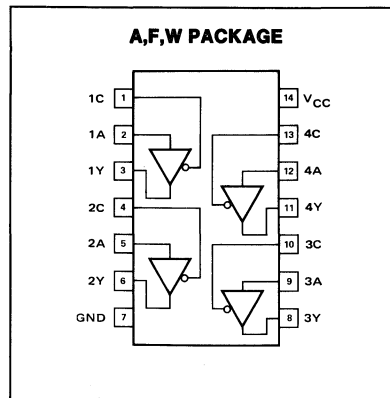 A,F,W PACKAGE
1C 1 14 VCC
1A 2 13 4C
1Y 3 12 4A
2C 4 11 4Y
2A 5 10 3C
2Y 6 9 3A
GND 7 8 3Y